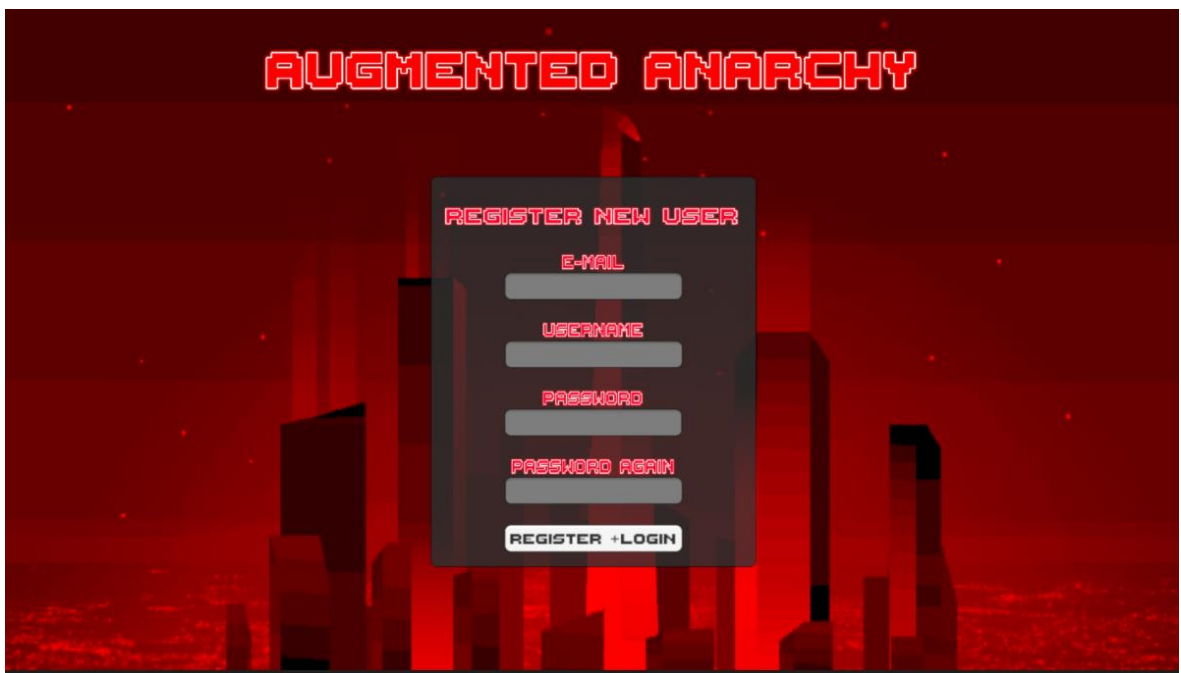 AUGMENTED ANARCHY
REGISTER NEW USER
E-MAIL
USERNAME
PASSWORD
PASSWORD AGAIN
REGISTER +LOGIN